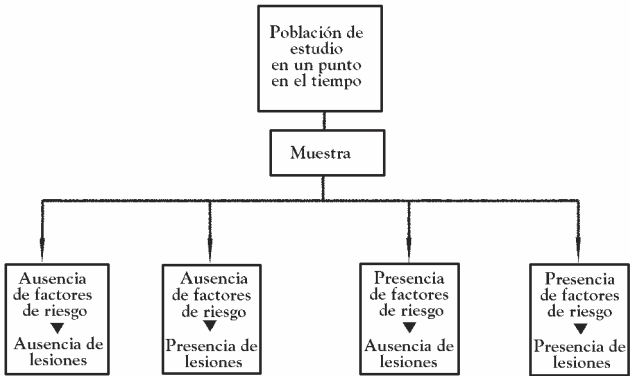 Población de
estudio
en un punto
en el tiempo
Muestra
Ausencia
de factores
de riesgo
Ausencia de
lesiones
Ausencia
de factores
de riesgo
Presencia de
lesiones
Presencia
de factores
de riesgo
Ausencia de
lesiones
Presencia
de factores
de riesgo
Presencia de
lesiones